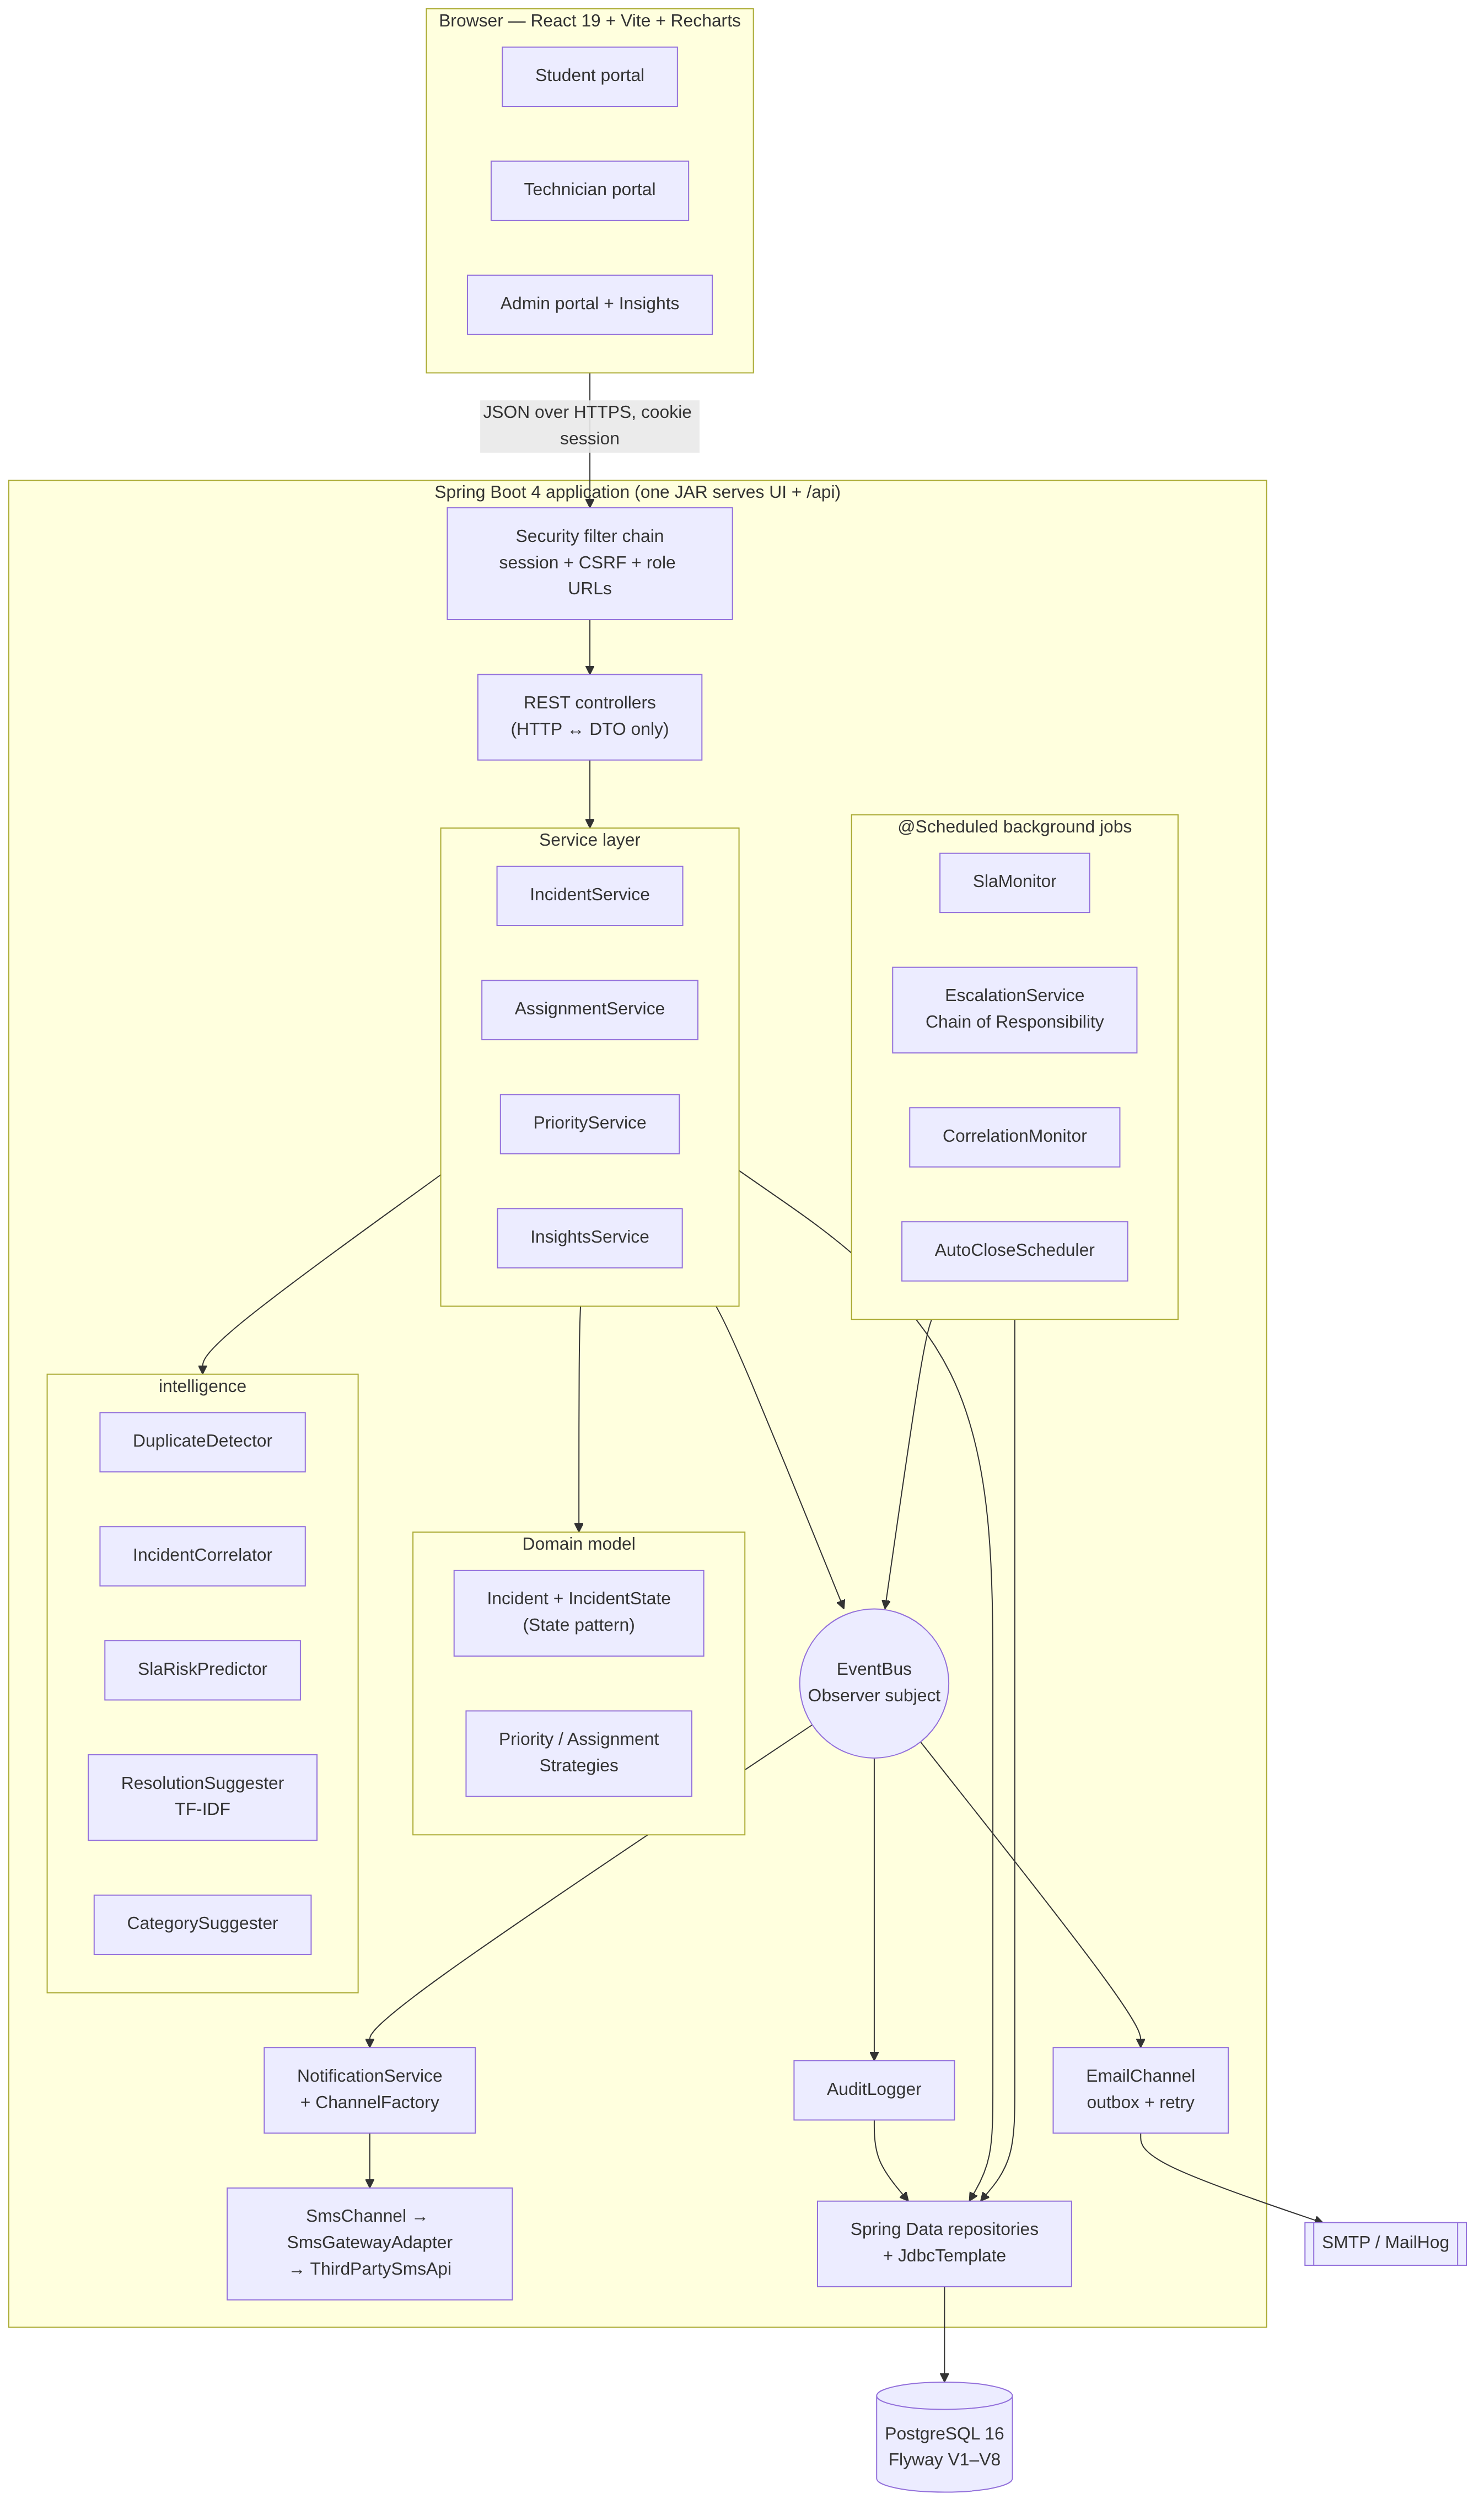 Browser — React 19 + Vite + Recharts
Student portal
Technician portal
Admin portal + Insights
JSON over HTTPS, cookie
session
Spring Boot 4 application (one JAR serves UI + /api)
Security filter chain
session + CSRF + role
URLs
REST controllers
(HTTP ↔ DTO only)
Service layer
IncidentService
AssignmentService
PriorityService
InsightsService
@Scheduled background jobs
SlaMonitor
EscalationService
Chain of Responsibility
CorrelationMonitor
AutoCloseScheduler
intelligence
DuplicateDetector
IncidentCorrelator
SlaRiskPredictor
ResolutionSuggester
TF-IDF
CategorySuggester
Domain model
Incident + IncidentState
(State pattern)
Priority / Assignment
Strategies
EventBus
Observer subject
NotificationService
+ ChannelFactory
AuditLogger
EmailChannel
outbox + retry
SmsChannel →
SmsGatewayAdapter
→ ThirdPartySmsApi
Spring Data repositories
+ JdbcTemplate
SMTP / MailHog
PostgreSQL 16
Flyway V1–V8